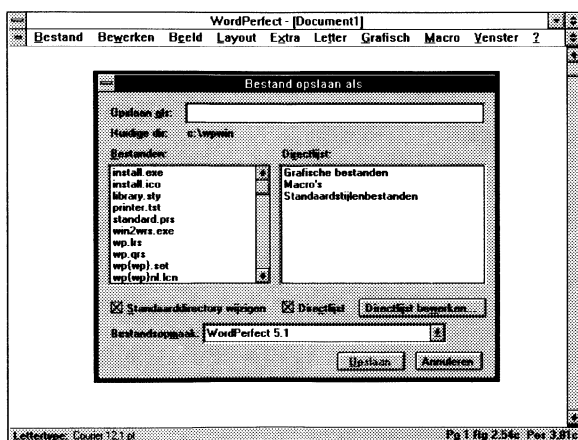 WordPerfect - [Document1]
Bestand Bewerken Beeld Layout Extra Letter Grafisch Macro Venster ?
Bestand opslaan als
Opslaan als:
Huidige dir: c:\wpwin
Bestanden: Directlijst:
install.exe
install.ico
library.sty
printer.tst
standard.prs
win2wrs.exe
wp.lrs
wp.qrs
wp{wp}.set
wp{wp}nl.lcn
Grafische bestanden
Macro's
Standaardstijlenbestanden
Standaarddirectory wijzigen Directlijst Directlijst bewerken...
Bestandsopmaak: WordPerfect 5.1
Opslaan Annuleren
Lettertype: Courier 12,1 pt Pg 1 Rg 2,54c Pos 3,81c